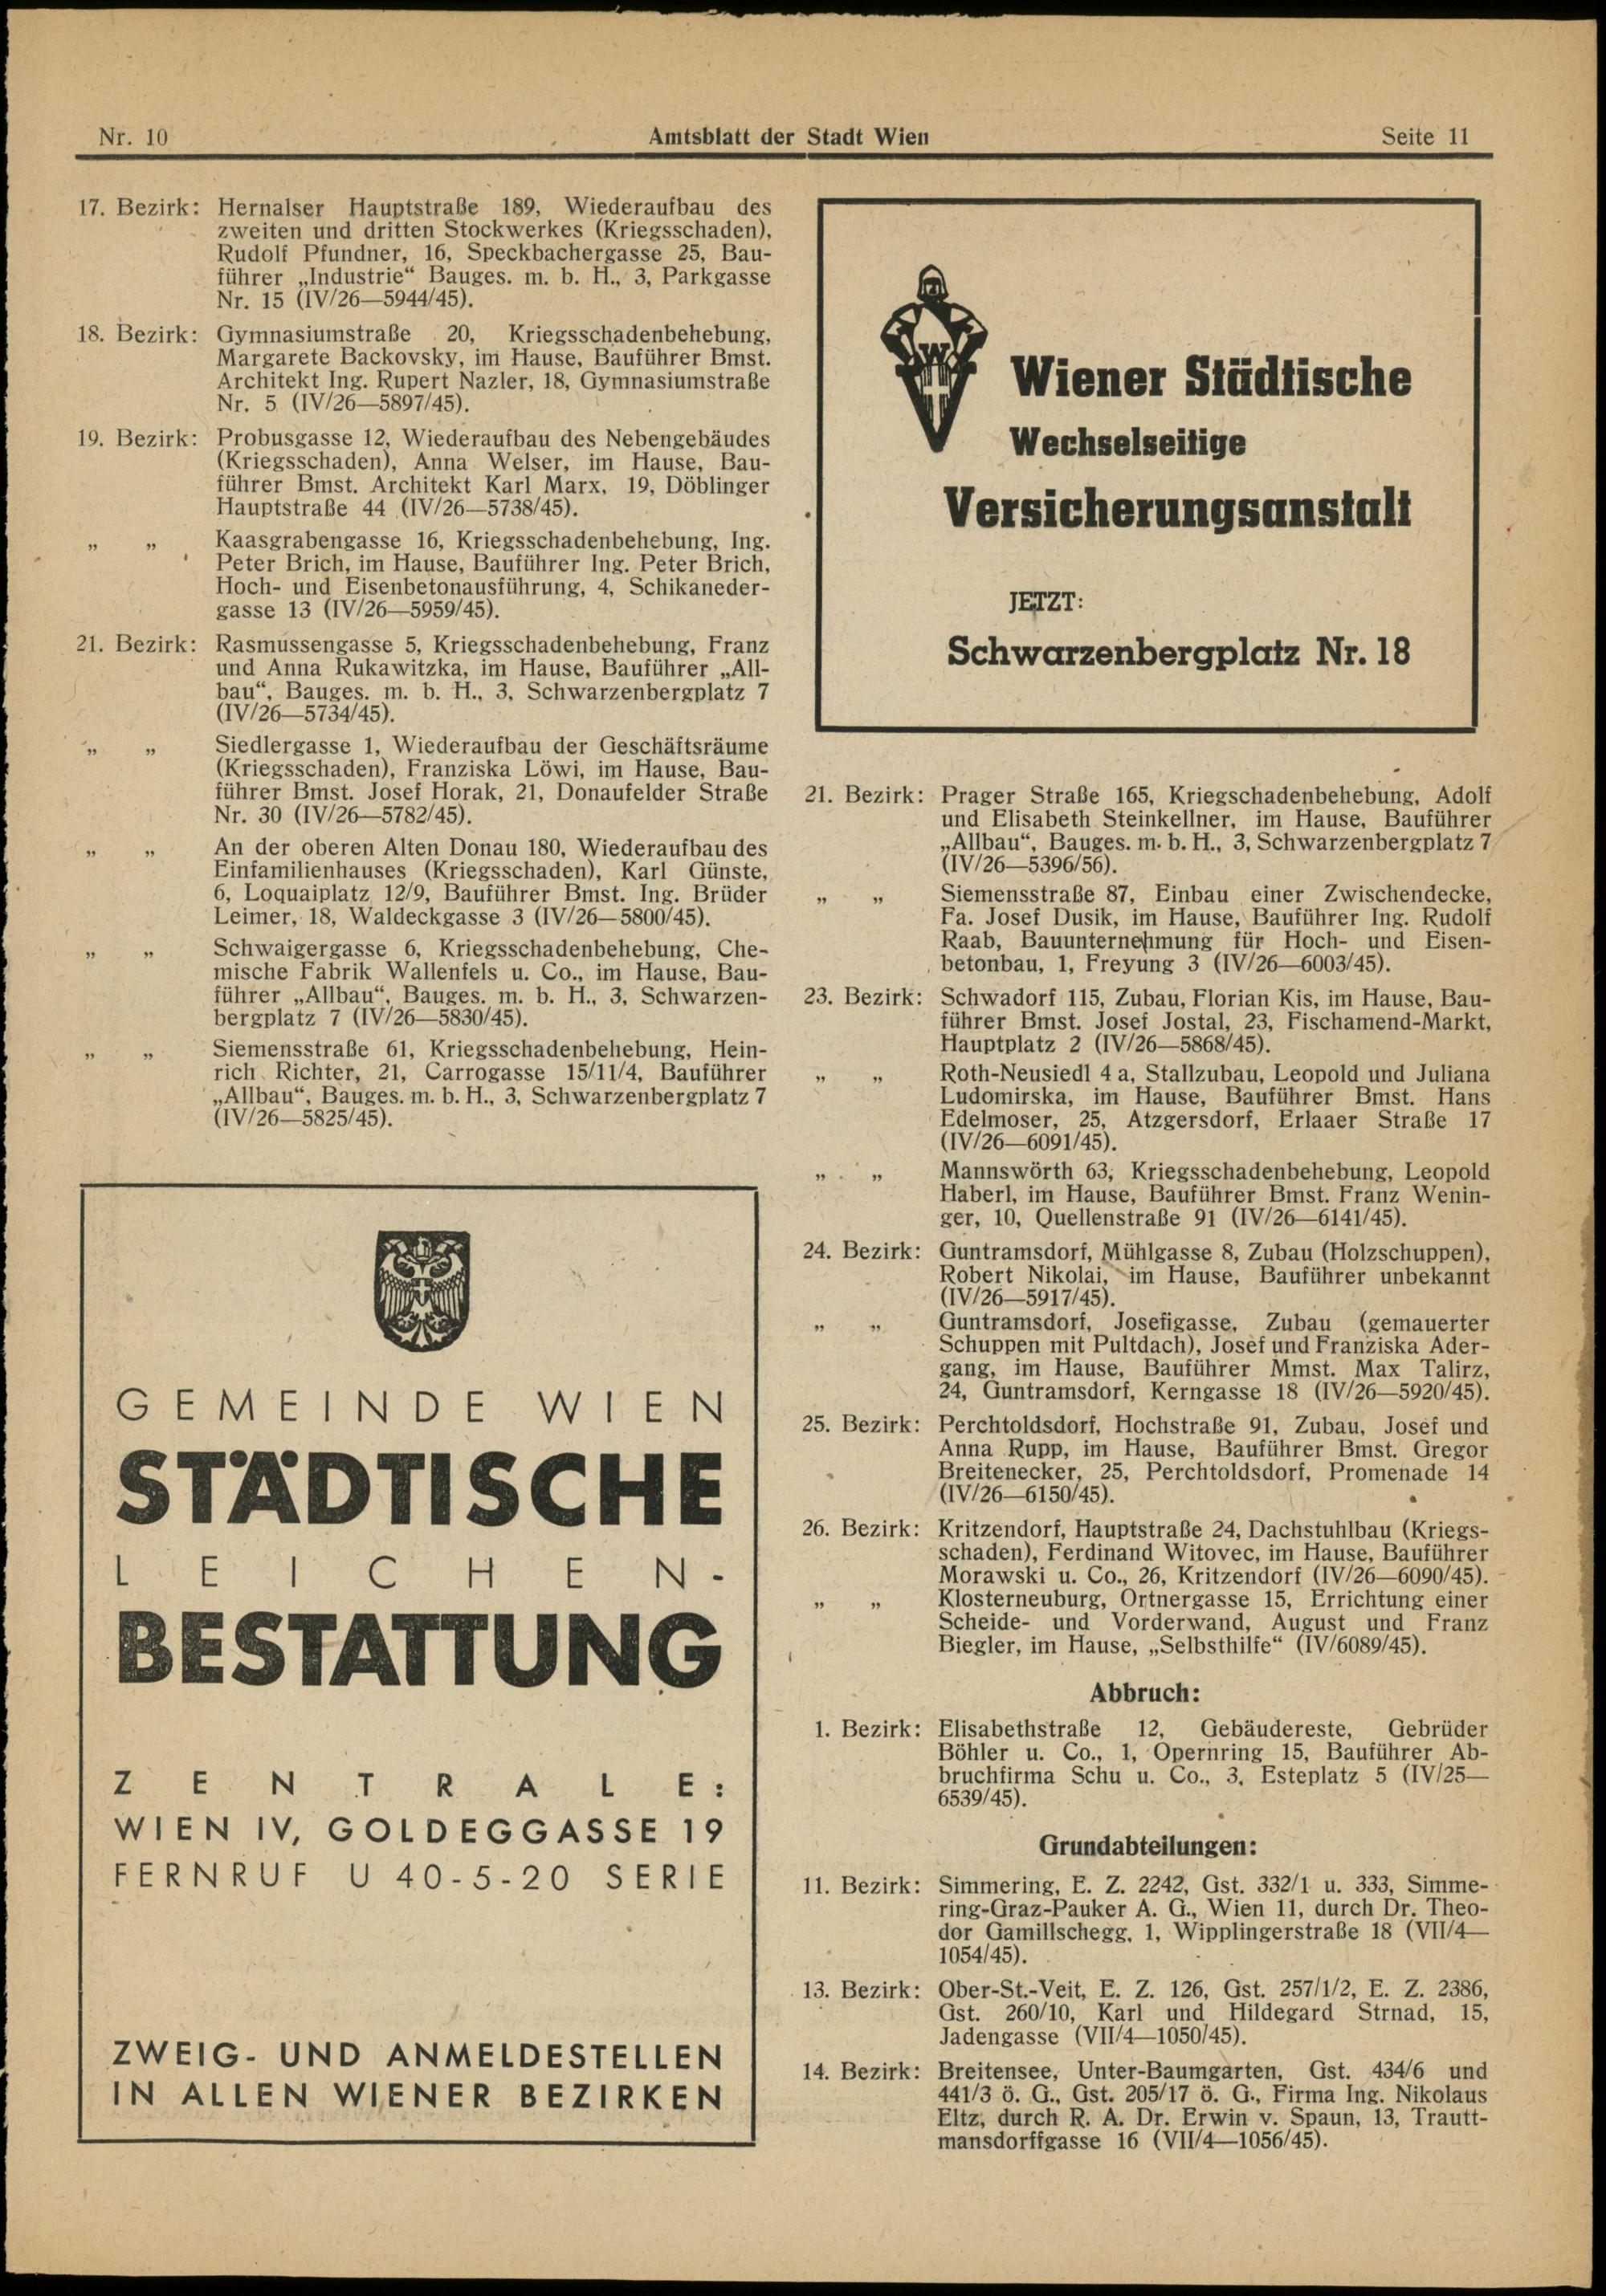 Nr. 10
Amtsblatt der Stadt Wien
Seite 11
17. Bezirk: Hernalser Hauptstraße 189, Wiederaufbau des
zweiten und dritten Stockwerkes (Kriegsschaden),
Rudolf Pfundner, 16, Speckbachergasse 25, Bau-
führer „Industrie“ Bauges. m. b. H., 3, Parkgasse
Nr. 15 (IV/26—5944/45).
18. Bezirk: Gymnasiumstraße 20, Kriegsschadenbehebung,
Margarete Backovsky, im Hause, Bauführer Bmst.
Architekt Ing. Rupert Nazler, 18, Gymnasiumstraße
Nr. 5 (IV/26—5897/45).
19. Bezirk: Probusgasse 12, Wiederaufbau des Nebengebäudes
(Kriegsschaden), Anna Welser, im Hause, Bau-
führer Bmst. Architekt Karl Marx, 19, Döblinger
Hauptstraße 44 (IV/26—5738/45).
„ „ Kaasgrabengasse 16, Kriegsschadenbehebung, Ing.
Peter Brich, im Hause, Bauführer Ing. Peter Brich,
Hoch- und Eisenbetonausführung, 4, Schikaneder-
gasse 13 (IV/26—5959/45).
21. Bezirk: Rasmussengasse 5, Kriegsschadenbehebung, Franz
und Anna Rukawitzka, im Hause, Bauführer „All-
bau“, Bauges. m. b. H., 3, Schwarzenbergplatz 7
(IV/26—5734/45).
„ „ Siedlergasse 1, Wiederaufbau der Geschäftsräume
(Kriegsschaden), Franziska Löwi, im Hause, Bau-
führer Bmst. Josef Horak, 21, Donaufelder Straße
Nr. 30 (IV/26—5782/45).
„ „ An der oberen Alten Donau 180, Wiederaufbau des
Einfamilienhauses (Kriegsschaden), Karl Günste,
6, Loquaiplatz 12/9, Bauführer Bmst. Ing. Brüder
Leimer, 18, Waldeckgasse 3 (IV/26—5800/45).
„ „ Schwaigergasse 6, Kriegsschadenbehebung, Che-
mische Fabrik Wallenfels u. Co., im Hause, Bau-
führer „Allbau“, Bauges. m. b. H., 3, Schwarzen-
bergplatz 7 (IV/26—5830/45).
„ „ Siemensstraße 61, Kriegsschadenbehebung, Hein-
rich Richter, 21, Carrogasse 15/11/4, Bauführer
„Allbau“, Bauges. m. b. H., 3, Schwarzenbergplatz 7
(IV/26—5825/45).
GEMEINDE WIEN
STÄDTISCHE
LEICHEN-
BESTATTUNG
ZENTRALE:
WIEN IV, GOLDEGGASSE 19
FERNRUF U 40-5-20 SERIE
ZWEIG- UND ANMELDESTELLEN
IN ALLEN WIENER BEZIRKEN
W
Wiener Städtische
Wechselseitige
Versicherungsanstalt
JETZT:
Schwarzenbergplatz Nr. 18
21. Bezirk: Prager Straße 165, Kriegschadenbehebung, Adolf
und Elisabeth Steinkellner, im Hause, Bauführer
„Allbau“, Bauges. m. b. H., 3, Schwarzenbergplatz 7
(IV/26—5396/56).
„ „ Siemensstraße 87, Einbau einer Zwischendecke,
Fa. Josef Dusik, im Hause, Bauführer Ing. Rudolf
Raab, Bauunternehmung für Hoch- und Eisen-
betonbau, 1, Freyung 3 (IV/26—6003/45).
23. Bezirk: Schwadorf 115, Zubau, Florian Kis, im Hause, Bau-
führer Bmst. Josef Jostal, 23, Fischamend-Markt,
Hauptplatz 2 (IV/26—5868/45).
„ „ Roth-Neusiedl 4 a, Stallzubau, Leopold und Juliana
Ludomirska, im Hause, Bauführer Bmst. Hans
Edelmoser, 25, Atzgersdorf, Erlaaer Straße 17
(IV/26—6091/45).
„ „ Mannswörth 63, Kriegsschadenbehebung, Leopold
Haberl, im Hause, Bauführer Bmst. Franz Wenin-
ger, 10, Quellenstraße 91 (IV/26—6141/45).
24. Bezirk: Guntramsdorf, Mühlgasse 8, Zubau (Holzschuppen),
Robert Nikolai, im Hause, Bauführer unbekannt
(IV/26—5917/45).
„ „ Guntramsdorf, Josefigasse, Zubau (gemauerter
Schuppen mit Pultdach), Josef und Franziska Ader-
gang, im Hause, Bauführer Mmst. Max Talirz,
24, Guntramsdorf, Kerngasse 18 (IV/26—5920/45).
25. Bezirk: Perchtoldsdorf, Hochstraße 91, Zubau, Josef und
Anna Rupp, im Hause, Bauführer Bmst. Gregor
Breitenecker, 25, Perchtoldsdorf, Promenade 14
(IV/26—6150/45).
26. Bezirk: Kritzendorf, Hauptstraße 24, Dachstuhlbau (Kriegs-
schaden), Ferdinand Witovec, im Hause, Bauführer
Morawski u. Co., 26, Kritzendorf (IV/26—6090/45).
„ „ Klosterneuburg, Ortnergasse 15, Errichtung einer
Scheide- und Vorderwand, August und Franz
Biegler, im Hause, „Selbsthilfe“ (IV/6089/45).
Abbruch:
1. Bezirk: Elisabethstraße 12, Gebäudereste, Gebrüder
Böhler u. Co., 1, Opernring 15, Bauführer Ab-
bruchfirma Schu u. Co., 3, Esteplatz 5 (IV/25—
6539/45).
Grundabteilungen:
11. Bezirk: Simmering, E. Z. 2242, Gst. 332/1 u. 333, Simme-
ring-Graz-Pauker A. G., Wien 11, durch Dr. Theo-
dor Gamillschegg, 1, Wipplingerstraße 18 (VII/4—
1054/45).
13. Bezirk: Ober-St.-Veit, E. Z. 126, Gst. 257/1/2, E. Z. 2386,
Gst. 260/10, Karl und Hildegard Strnad, 15,
Jadengasse (VII/4—1050/45).
14. Bezirk: Breitensee, Unter-Baumgarten, Gst. 434/6 und
441/3 ö. G., Gst. 205/17 ö. G., Firma Ing. Nikolaus
Eltz, durch R. A. Dr. Erwin v. Spaun, 13, Trautt-
mansdorffgasse 16 (VII/4—1056/45).